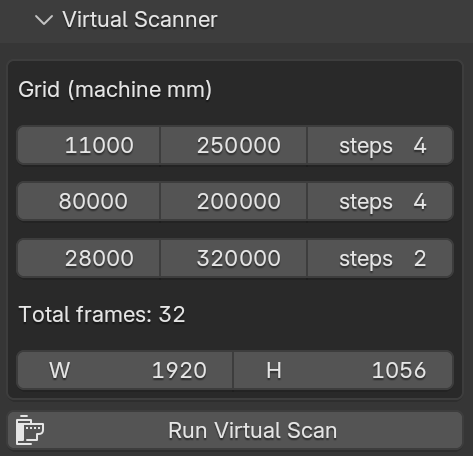 Virtual Scanner
Grid (machine mm)
11000 250000 steps 4
80000 200000 steps 4
28000 320000 steps 2
Total frames: 32
W 1920 H 1056
Run Virtual Scan